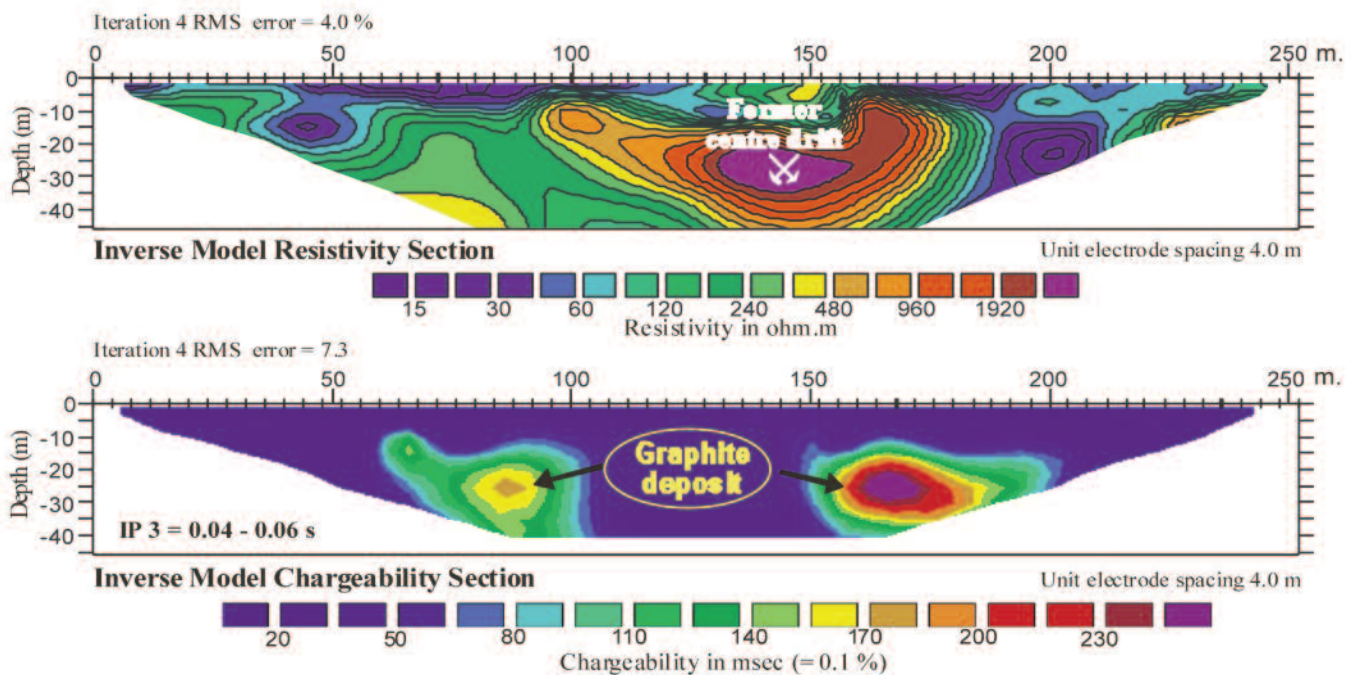 Iteration 4 RMS error = 4.0 %
0 50 100 150 200 250 m.
Depth (m)
0
-10
-20
-30
-40
Former
centre drift
Inverse Model Resistivity Section
Unit electrode spacing 4.0 m
15 30 60 120 240 480 960 1920
Resistivity in ohm.m
Iteration 4 RMS error = 7.3
0 50 100 150 200 250 m.
Depth (m)
0
-10
-20
-30
-40
Graphite
deposit
IP 3 = 0.04 - 0.06 s
Inverse Model Chargeability Section
Unit electrode spacing 4.0 m
20 50 80 110 140 170 200 230
Chargeability in msec (= 0.1 %)